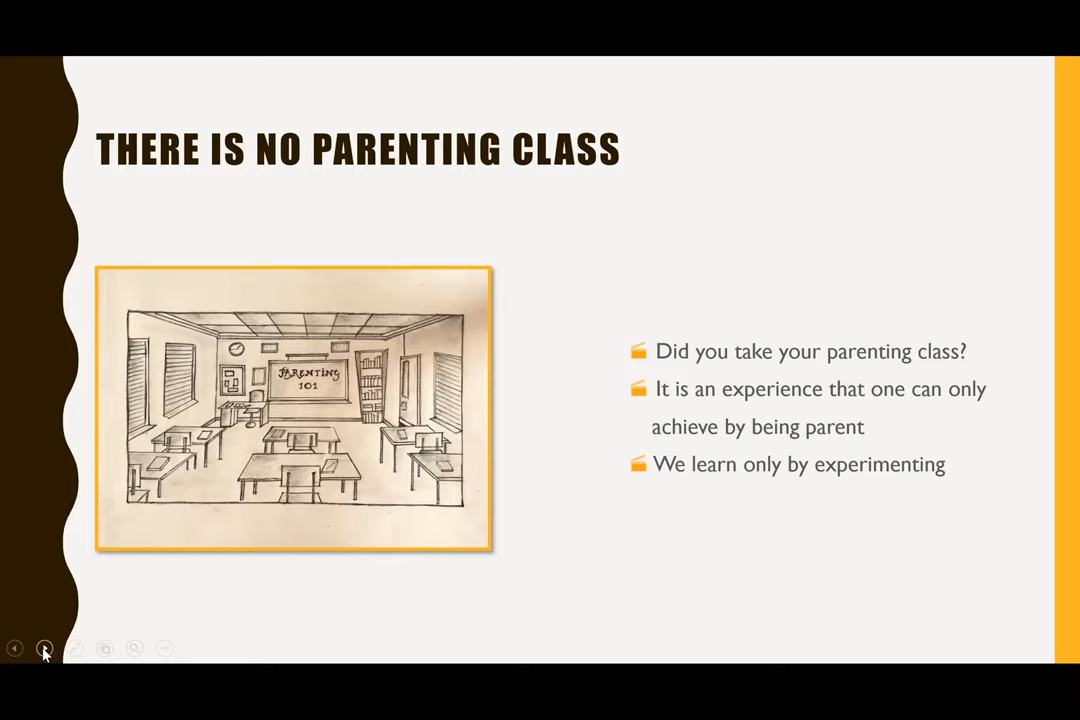 THERE IS NO PARENTING CLASS
PARENTING
101
Did you take your parenting class?
It is an experience that one can only
achieve by being parent
We learn only by experimenting